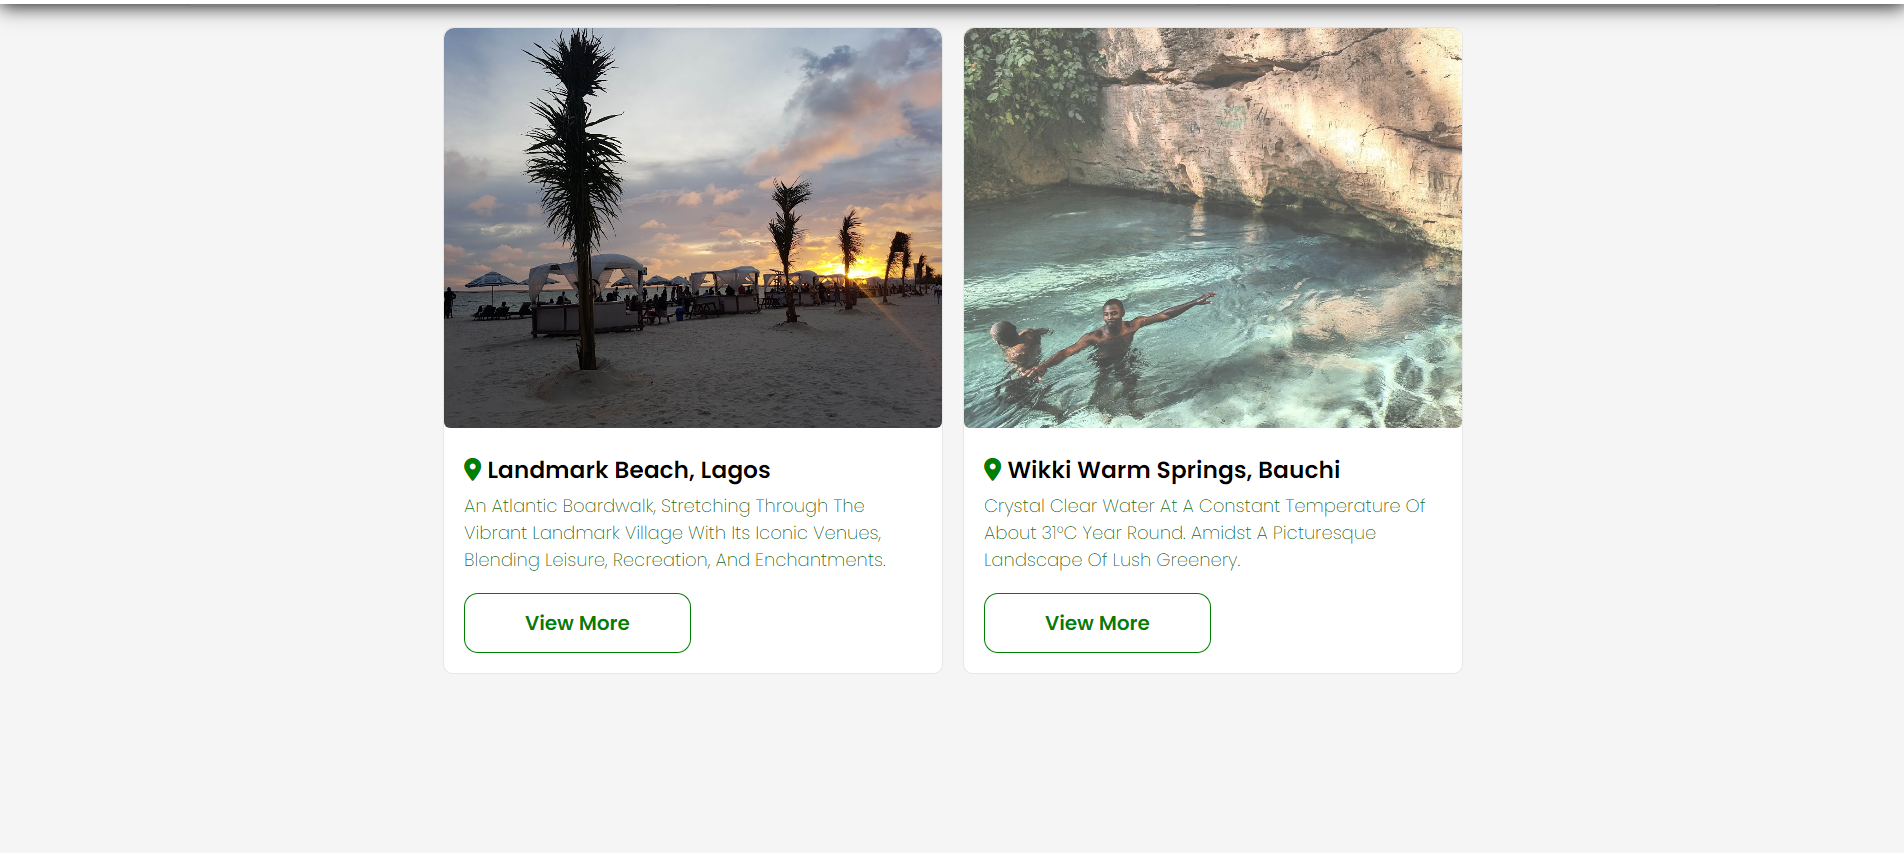 Landmark Beach, Lagos
An Atlantic Boardwalk, Stretching Through The
Vibrant Landmark Village With Its Iconic Venues,
Blending Leisure, Recreation, And Enchantments.
View More
Wikki Warm Springs, Bauchi
Crystal Clear Water At A Constant Temperature Of
About 31°C Year Round. Amidst A Picturesque
Landscape Of Lush Greenery.
View More